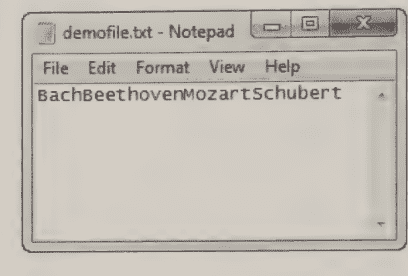 demofile.txt - Notepad
File Edit Format View Help
BachBeethovenMozartSchubert